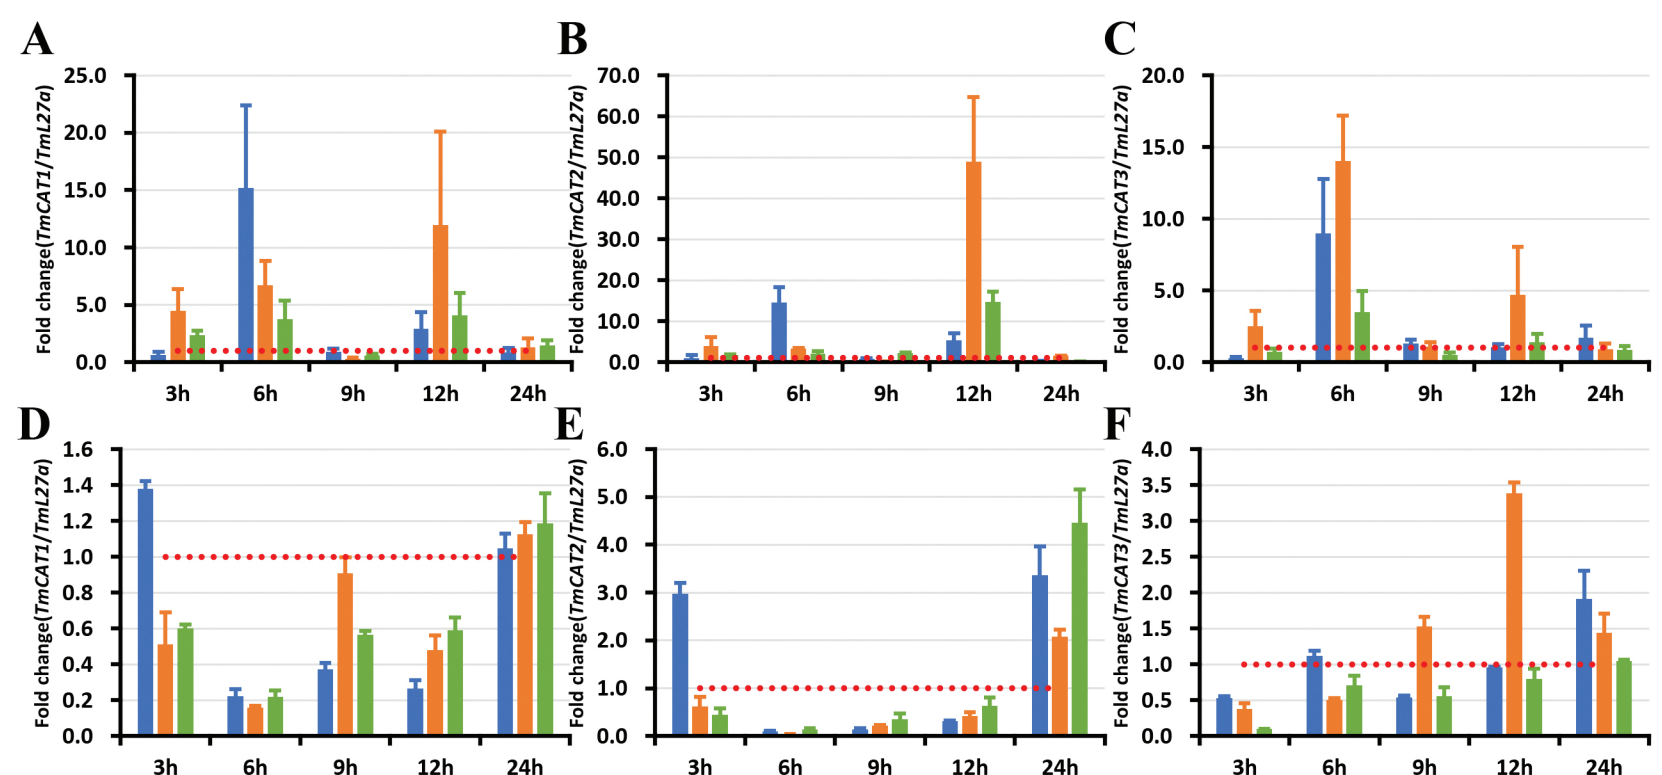 A
Fold change(TmCAT1/TmL27a)
25.0
20.0
15.0
10.0
5.0
0.0
3h 6h 9h 12h 24h
B
Fold change(TmCAT2/TmL27a)
70.0
60.0
50.0
40.0
30.0
20.0
10.0
0.0
3h 6h 9h 12h 24h
C
Fold change(TmCAT3/TmL27a)
20.0
15.0
10.0
5.0
0.0
3h 6h 9h 12h 24h
D
Fold change(TmCAT1/TmL27a)
1.6
1.4
1.2
1.0
0.8
0.6
0.4
0.2
0.0
3h 6h 9h 12h 24h
E
Fold change(TmCAT2/TmL27a)
6.0
5.0
4.0
3.0
2.0
1.0
0.0
3h 6h 9h 12h 24h
F
Fold change(TmCAT3/TmL27a)
4.0
3.5
3.0
2.5
2.0
1.5
1.0
0.5
0.0
3h 6h 9h 12h 24h